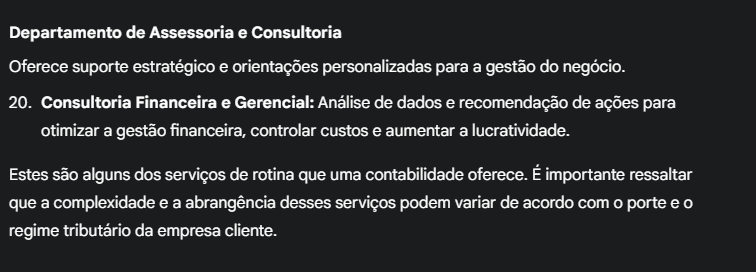 Departamento de Assessoria e Consultoria
Oferece suporte estratégico e orientações personalizadas para a gestão do negócio.
20. Consultoria Financeira e Gerencial: Análise de dados e recomendação de ações para
otimizar a gestão financeira, controlar custos e aumentar a lucratividade.
Estes são alguns dos serviços de rotina que uma contabilidade oferece. É importante ressaltar
que a complexidade e a abrangência desses serviços podem variar de acordo com o porte e o
regime tributário da empresa cliente.